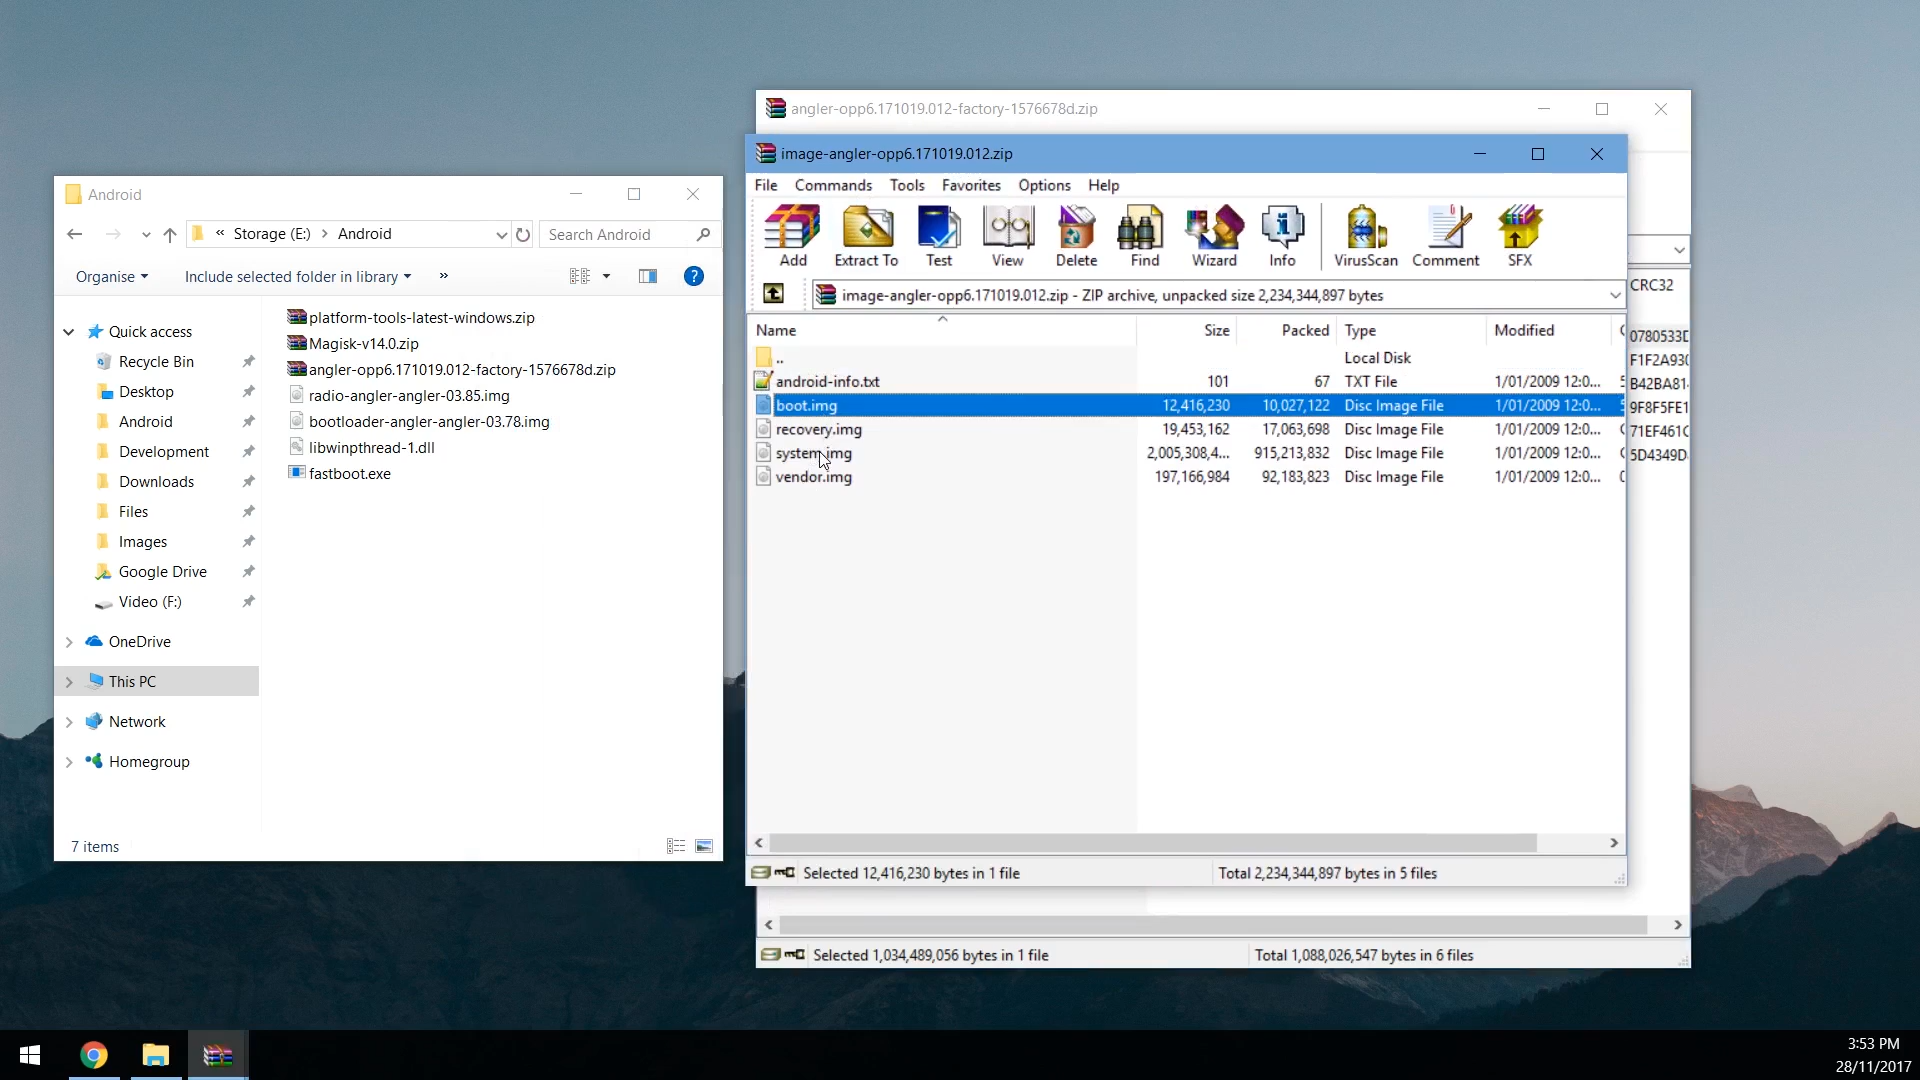 angler-opp6.171019.012-factory-1576678d.zip
image-angler-opp6.171019.012.zip
File Commands Tools Favorites Options Help
Add Extract To Test View Delete Find Wizard Info VirusScan Comment SFX
image-angler-opp6.171019.012.zip - ZIP archive, unpacked size 2,234,344,897 bytes
Name Size Packed Type Modified
.. Local Disk
android-info.txt 101 67 TXT File 1/01/2009 12:0...
boot.img 12,416,230 10,027,122 Disc Image File 1/01/2009 12:0...
recovery.img 19,453,162 17,063,698 Disc Image File 1/01/2009 12:0...
system.img 2,005,308,4... 915,213,832 Disc Image File 1/01/2009 12:0...
vendor.img 197,166,984 92,183,823 Disc Image File 1/01/2009 12:0...
Selected 12,416,230 bytes in 1 file Total 2,234,344,897 bytes in 5 files
CRC32
0780533
F1F2A93
B42BA81
9F8F5FE1
71EF461
5D4349D
Selected 1,034,489,056 bytes in 1 file Total 1,088,026,547 bytes in 6 files
Android
« Storage (E:) > Android Search Android
Organise Include selected folder in library »
Quick access
Recycle Bin
Desktop
Android
Development
Downloads
Files
Images
Google Drive
Video (F:)
OneDrive
This PC
Network
Homegroup
platform-tools-latest-windows.zip
Magisk-v14.0.zip
angler-opp6.171019.012-factory-1576678d.zip
radio-angler-angler-03.85.img
bootloader-angler-angler-03.78.img
libwinpthread-1.dll
fastboot.exe
7 items
3:53 PM
28/11/2017